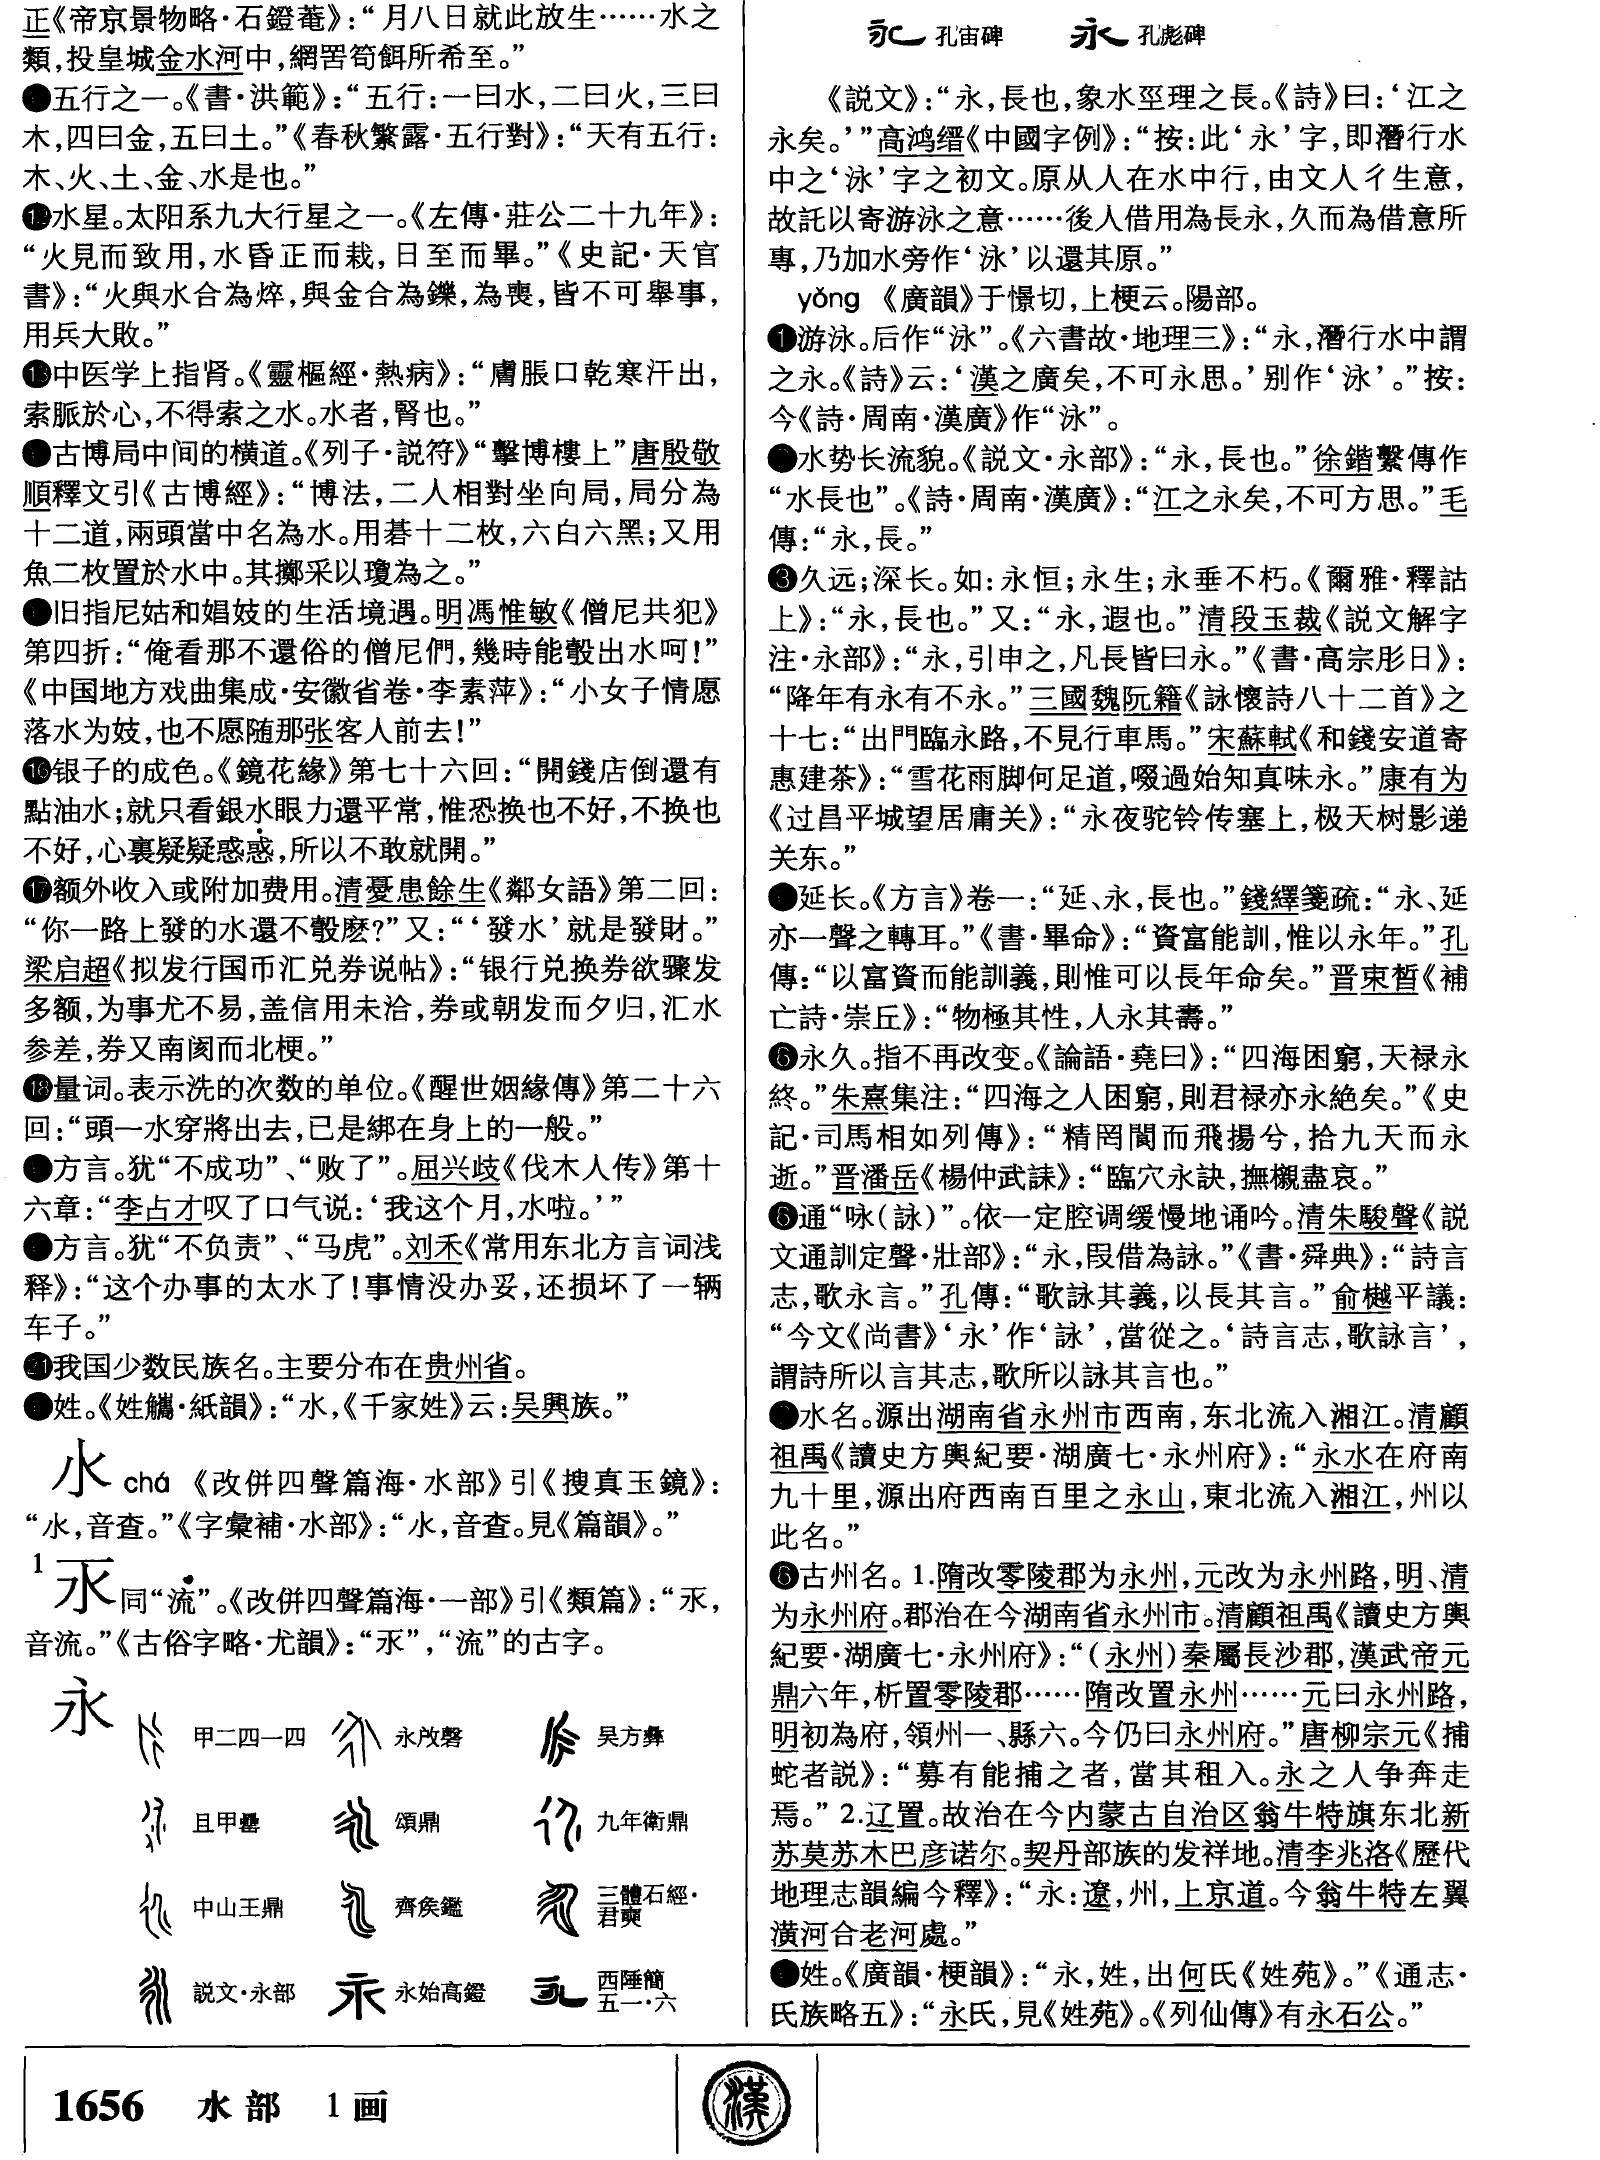 正《帝京景物略·石鐙菴》：“月八日就此放生……水之
類，投皇城金水河中，網罟笱餌所希至。”
五行之一。《書·洪範》：“五行：一曰水，二曰火，三曰
木，四曰金，五曰土。”《春秋繁露·五行對》：“天有五行：
木、火、土、金、水是也。”
⓬水星。太阳系九大行星之一。《左傳·莊公二十九年》：
“火見而致用，水昏正而栽，日至而畢。”《史記·天官
書》：“火與水合為焠，與金合為鑠，為喪，皆不可舉事，
用兵大敗。”
⓭中医学上指肾。《靈樞經·熱病》：“膚脹口乾寒汗出，
索脈於心，不得索之水。水者，腎也。”
古博局中间的横道。《列子·説符》“擊博樓上”唐殷敬
順釋文引《古博經》：“博法，二人相對坐向局，局分為
十二道，兩頭當中名為水。用碁十二枚，六白六黑；又用
魚二枚置於水中。其擲采以瓊為之。”
旧指尼姑和娼妓的生活境遇。明馮惟敏《僧尼共犯》
第四折：“俺看那不還俗的僧尼們，幾時能彀出水呵！”
《中国地方戏曲集成·安徽省卷·李素萍》：“小女子情愿
落水为妓，也不愿随那张客人前去！”
⓰银子的成色。《鏡花緣》第七十六回：“開錢店倒還有
點油水；就只看銀水眼力還平常，惟恐换也不好，不换也
不好，心裏疑疑惑惑，所以不敢就開。”
⓱额外收入或附加费用。清憂患餘生《鄰女語》第二回：
“你一路上發的水還不彀麽？”又：“‘發水’就是發財。”
梁启超《拟发行国币汇兑券说帖》：“银行兑换券欲骤发
多额，为事尤不易，盖信用未洽，券或朝发而夕归，汇水
参差，券又南阂而北梗。”
⓲量词。表示洗的次数的单位。《醒世姻緣傳》第二十六
回：“頭一水穿將出去，已是綁在身上的一般。”
方言。犹“不成功”、“败了”。屈兴歧《伐木人传》第十
六章：“李占才叹了口气说：‘我这个月，水啦。’”
方言。犹“不负责”、“马虎”。刘禾《常用东北方言词浅
释》：“这个办事的太水了！事情没办妥，还损坏了一辆
车子。”
㉑我国少数民族名。主要分布在贵州省。
姓。《姓觿·紙韻》：“水，《千家姓》云：吴興族。”
chá 《改併四聲篇海·水部》引《搜真玉鏡》：
“水，音查。”《字彙補·水部》：“水，音查。見《篇韻》。”
1 𣱵同“流”。《改併四聲篇海·一部》引《類篇》：“𣱵，
音流。”《古俗字略·尤韻》：“𣱵”，“流”的古字。
永
甲二四一四 永啟磬 吴方彝
且甲罍 頌鼎 九年衛鼎
中山王鼎 齊矦鑑 三體石經·君奭
説文·永部 永始高鐙 西陲簡五一·六
孔宙碑 孔彪碑
《説文》：“永，長也，象水巠理之長。《詩》曰：‘江之
永矣。’”高鸿缙《中國字例》：“按：此‘永’字，即潛行水
中之‘泳’字之初文。原从人在水中行，由文人彳生意，
故託以寄游泳之意……後人借用為長永，久而為借意所
專，乃加水旁作‘泳’以還其原。”
yǒng 《廣韻》于憬切，上梗云。陽部。
❶游泳。后作“泳”。《六書故·地理三》：“永，潛行水中謂
之永。《詩》云：‘漢之廣矣，不可永思。’别作‘泳’。”按：
今《詩·周南·漢廣》作“泳”。
水势长流貌。《説文·永部》：“永，長也。”徐鍇繫傳作
“水長也”。《詩·周南·漢廣》：“江之永矣，不可方思。”毛
傳：“永，長。”
❸久远；深长。如：永恒；永生；永垂不朽。《爾雅·釋詁
上》：“永，長也。”又：“永，遐也。”清段玉裁《説文解字
注·永部》：“永，引申之，凡長皆曰永。”《書·高宗肜日》：
“降年有永有不永。”三國魏阮籍《詠懷詩八十二首》之
十七：“出門臨永路，不見行車馬。”宋蘇軾《和錢安道寄
惠建茶》：“雪花雨脚何足道，啜過始知真味永。”康有为
《过昌平城望居庸关》：“永夜驼铃传塞上，极天树影递
关东。”
延长。《方言》卷一：“延、永，長也。”錢繹箋疏：“永、延
亦一聲之轉耳。”《書·畢命》：“資富能訓，惟以永年。”孔
傳：“以富資而能訓義，則惟可以長年命矣。”晋束皙《補
亡詩·崇丘》：“物極其性，人永其壽。”
永久。指不再改变。《論語·堯曰》：“四海困窮，天禄永
終。”朱熹集注：“四海之人困窮，則君禄亦永絶矣。”《史
記·司馬相如列傳》：“精罔閬而飛揚兮，拾九天而永
逝。”晋潘岳《楊仲武誄》：“臨穴永訣，撫櫬盡哀。”
通“咏（詠）”。依一定腔调缓慢地诵吟。清朱駿聲《説
文通訓定聲·壯部》：“永，叚借為詠。”《書·舜典》：“詩言
志，歌永言。”孔傳：“歌詠其義，以長其言。”俞樾平議：
“今文《尚書》‘永’作‘詠’，當從之。‘詩言志，歌詠言’，
謂詩所以言其志，歌所以詠其言也。”
水名。源出湖南省永州市西南，东北流入湘江。清顧
祖禹《讀史方輿紀要·湖廣七·永州府》：“永水在府南
九十里，源出府西南百里之永山，東北流入湘江，州以
此名。”
古州名。1.隋改零陵郡为永州，元改为永州路，明、清
为永州府。郡治在今湖南省永州市。清顧祖禹《讀史方輿
紀要·湖廣七·永州府》：“（永州）秦屬長沙郡，漢武帝元
鼎六年，析置零陵郡……隋改置永州……元曰永州路，
明初為府，領州一、縣六。今仍曰永州府。”唐柳宗元《捕
蛇者説》：“募有能捕之者，當其租入。永之人争奔走
焉。”2.辽置。故治在今内蒙古自治区翁牛特旗东北新
苏莫苏木巴彦诺尔。契丹部族的发祥地。清李兆洛《歷代
地理志韻編今釋》：“永：遼，州，上京道。今翁牛特左翼
潢河合老河處。”
姓。《廣韻·梗韻》：“永，姓，出何氏《姓苑》。”《通志·
氏族略五》：“永氏，見《姓苑》。《列仙傳》有永石公。”
1656 水部 1画
漢